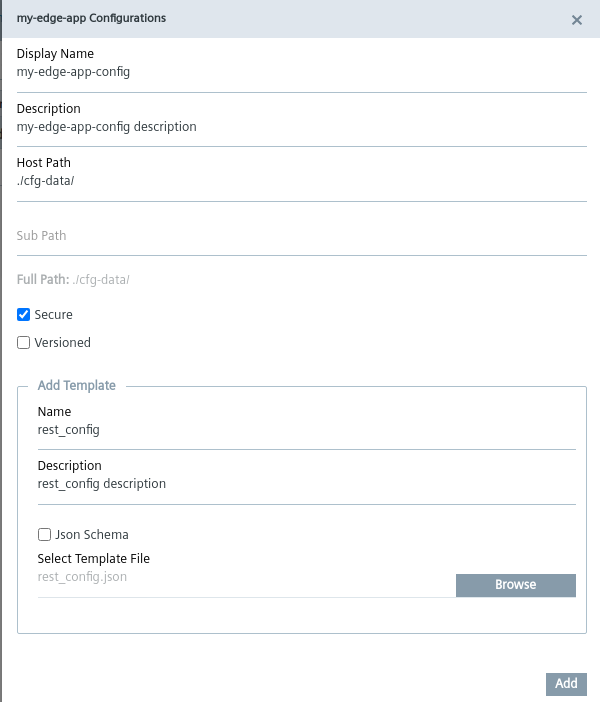 my-edge-app Configurations
Display Name
my-edge-app-config
Description
my-edge-app-config description
Host Path
./cfg-data/
Sub Path
Full Path: ./cfg-data/
Secure
Versioned
Add Template
Name
rest_config
Description
rest_config description
Json Schema
Select Template File
rest_config.json
Browse
Add